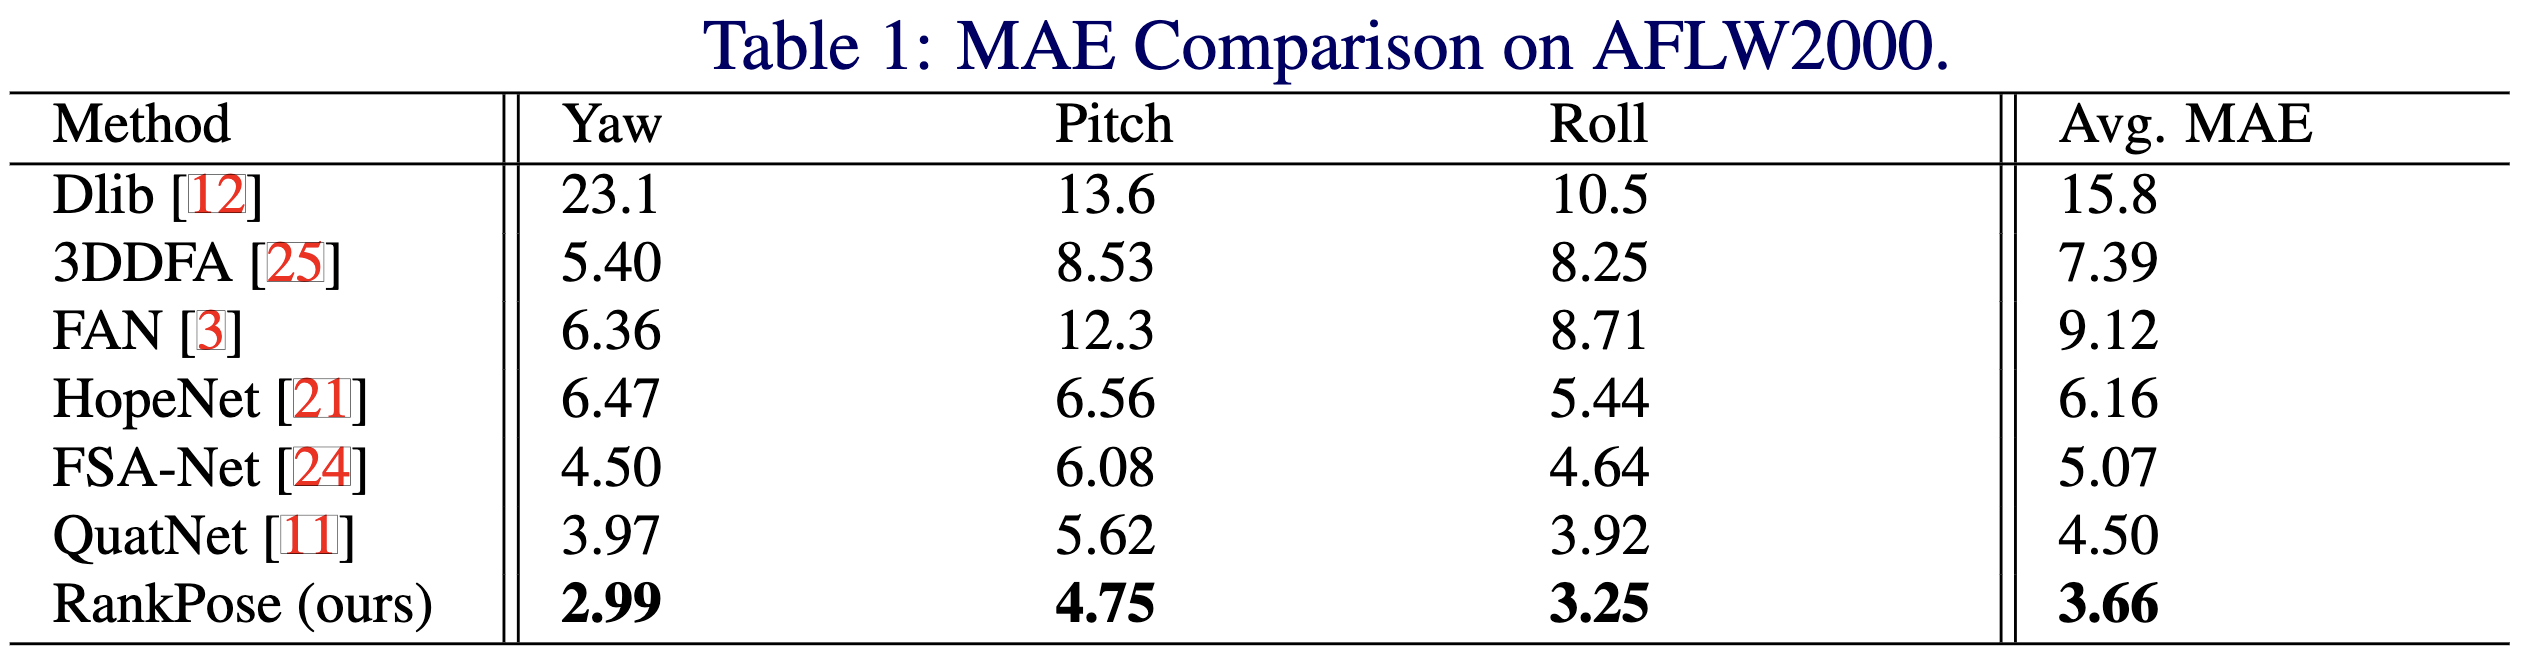 Table 1: MAE Comparison on AFLW2000.
Method Yaw Pitch Roll Avg. MAE
Dlib [12] 23.1 13.6 10.5 15.8
3DDFA [25] 5.40 8.53 8.25 7.39
FAN [3] 6.36 12.3 8.71 9.12
HopeNet [21] 6.47 6.56 5.44 6.16
FSA-Net [24] 4.50 6.08 4.64 5.07
QuatNet [11] 3.97 5.62 3.92 4.50
RankPose (ours) 2.99 4.75 3.25 3.66